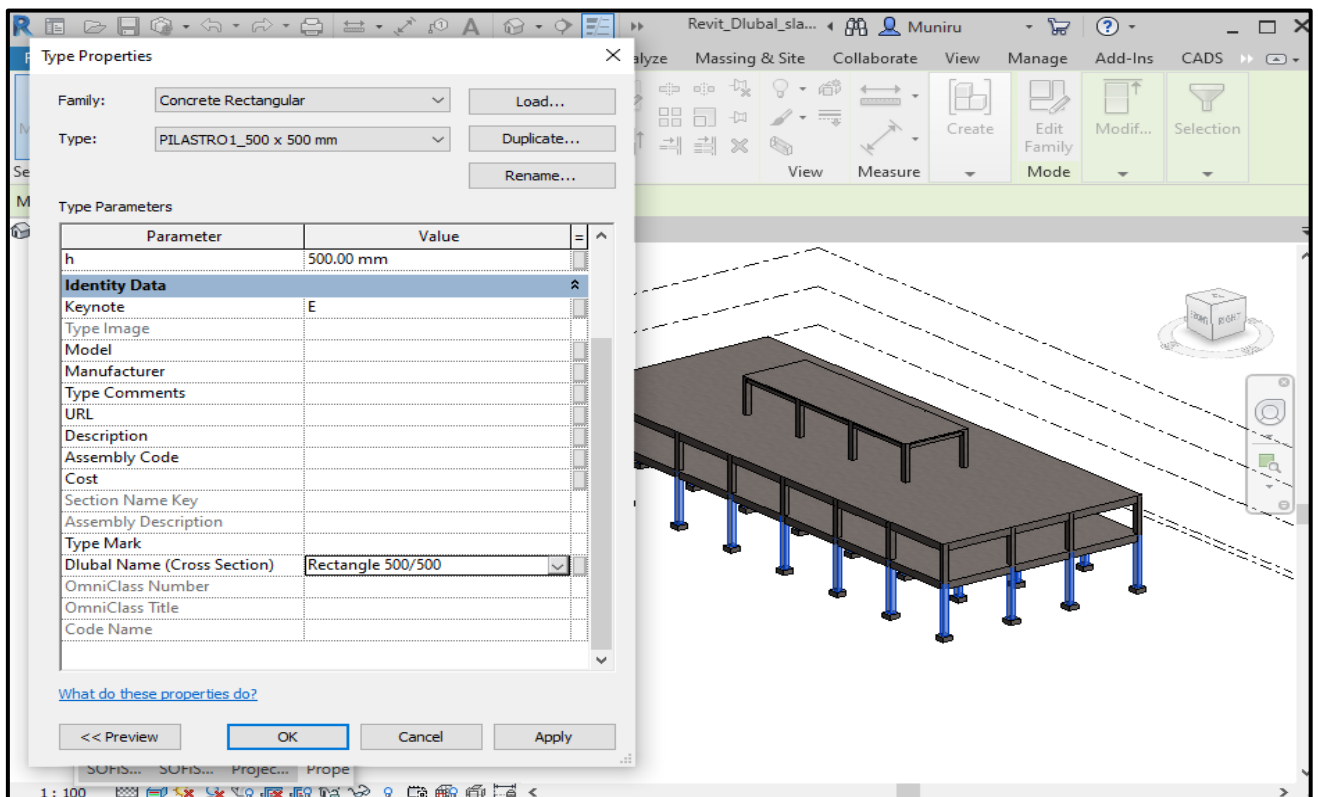 Revit_Dlubal_sla... Muniru
Type Properties
alyze Massing & Site Collaborate View Manage Add-Ins CADS
Family: Concrete Rectangular Load...
Type: PILASTRO1_500 x 500 mm Duplicate...
Rename...
Create Edit Family Modif... Selection
View Measure Mode
Type Parameters
Parameter Value =
h 500.00 mm
Identity Data
Keynote E
Type Image
Model
Manufacturer
Type Comments
URL
Description
Assembly Code
Cost
Section Name Key
Assembly Description
Type Mark
Dlubal Name (Cross Section) Rectangle 500/500
OmniClass Number
OmniClass Title
Code Name
What do these properties do?
<< Preview OK Cancel Apply
SOFiS... SOFiS... Projec... Prope
1 : 100
RIGHT